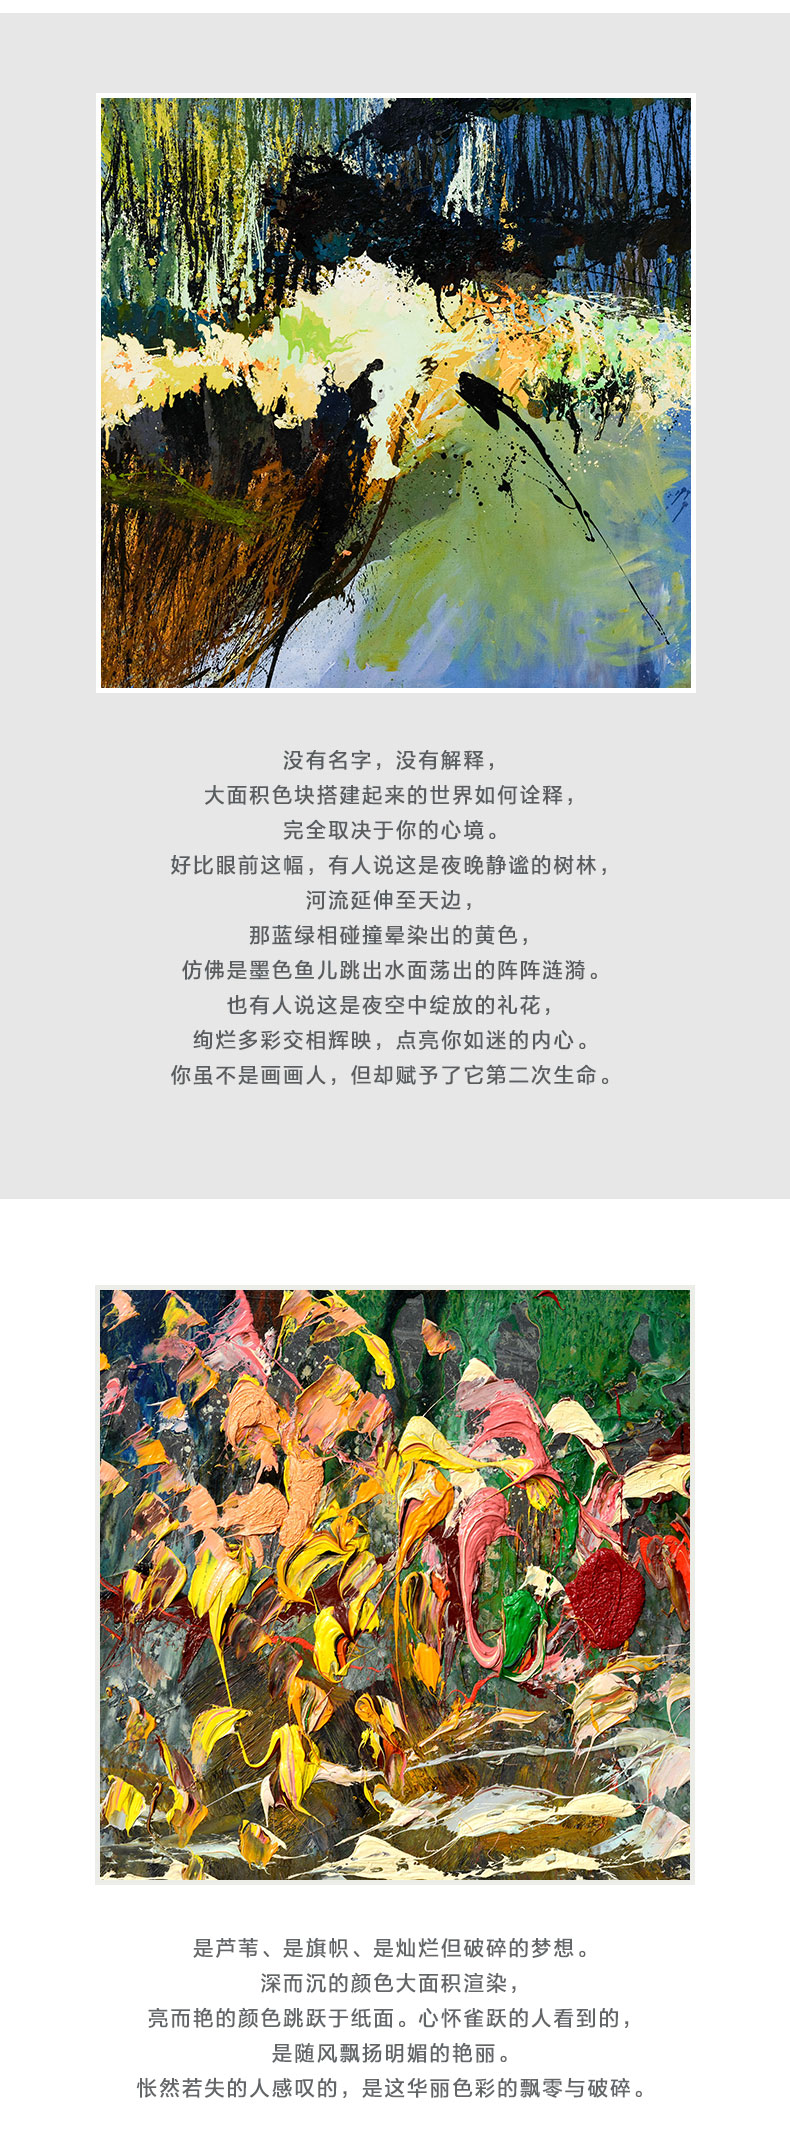 没有名字，没有解释，
大面积色块搭建起来的世界如何诠释，
完全取决于你的心境。
好比眼前这幅，有人说这是夜晚静谧的树林，
河流延伸至天边，
那蓝绿相碰撞晕染出的黄色，
仿佛是墨色鱼儿跳出水面荡出的阵阵涟漪。
也有人说这是夜空中绽放的礼花，
绚烂多彩交相辉映，点亮你如迷的内心。
你虽不是画画人，但却赋予了它第二次生命。
是芦苇、是旗帜、是灿烂但破碎的梦想。
深而沉的颜色大面积渲染，
亮而艳的颜色跳跃于纸面。心怀雀跃的人看到的，
是随风飘扬明媚的艳丽。
怅然若失的人感叹的，是这华丽色彩的飘零与破碎。